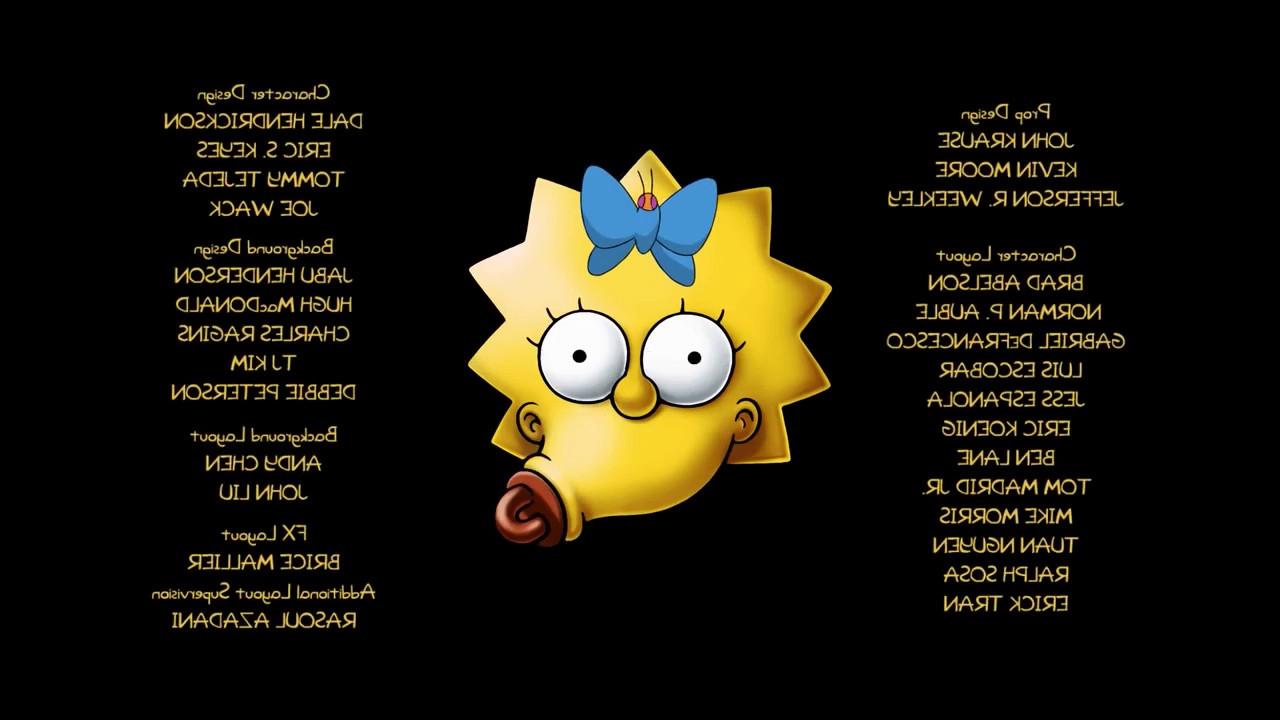 Character Design
DALE HENDRICKSON
ERIC S. KEYES
TOMMY TEJEDA
JOE WACK
Background Design
JABU HENDERSON
HUGH MacDONALD
CHARLES RAGINS
TJ KIM
DEBBIE PETERSON
Background Layout
ANDY CHEN
JOHN LIU
FX Layout
BRICE MALLIER
Additional Layout Supervision
RASOUL AZADANI
Prop Design
JOHN KRAUSE
KEVIN MOORE
JEFFERSON R. WEEKLEY
Character Layout
BRAD ABELSON
NORMAN P. AUBLE
GABRIEL DeFRANCESCO
LUIS ESCOBAR
JESS ESPANOLA
ERIC KOENIG
BEN LANE
TOM MADRID JR.
MIKE MORRIS
TUAN NGUYEN
RALPH SOSA
ERICK TRAN